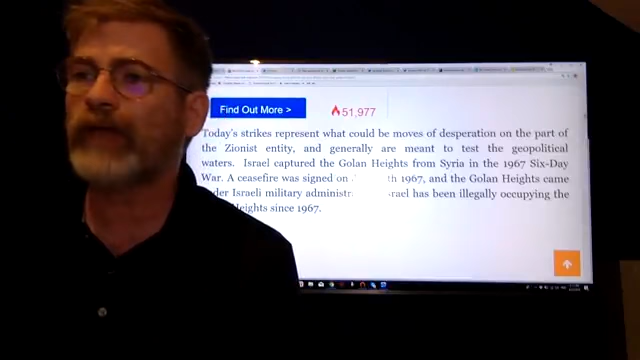 Find Out More >
51,977
Today's strikes represent what could be moves of desperation on the part of
the Zionist entity, and generally are meant to test the geopolitical
waters. Israel captured the Golan Heights from Syria in the 1967 Six-Day
War. A ceasefire was signed on th 1967, and the Golan Heights came
der Israeli military administr rael has been illegally occupying the
eights since 1967.